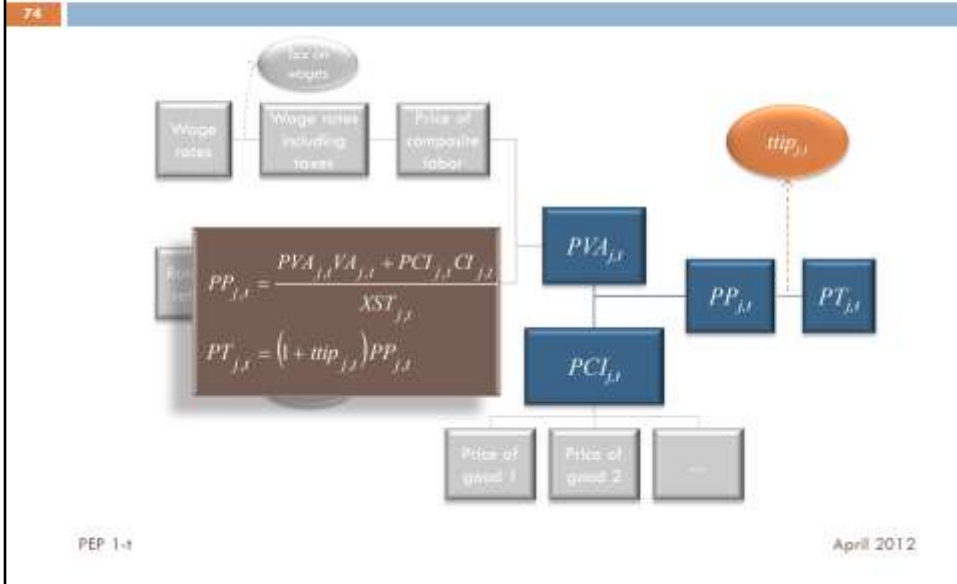 74
Tax on
wages
Wage
rates
Wage rates
including
taxes
Price of
composite
labor
ttip_{j,t}
PVA_{j,t}
PP_{j,t} = \frac{PVA_{j,t}VA_{j,t} + PCI_{j,t}CI_{j,t}}{XST_{j,t}}
PT_{j,t} = (1 + ttip_{j,t})PP_{j,t}
PP_{j,t}
PT_{j,t}
PCI_{j,t}
Price of
good 1
Price of
good 2
...
PEP 1-t
April 2012